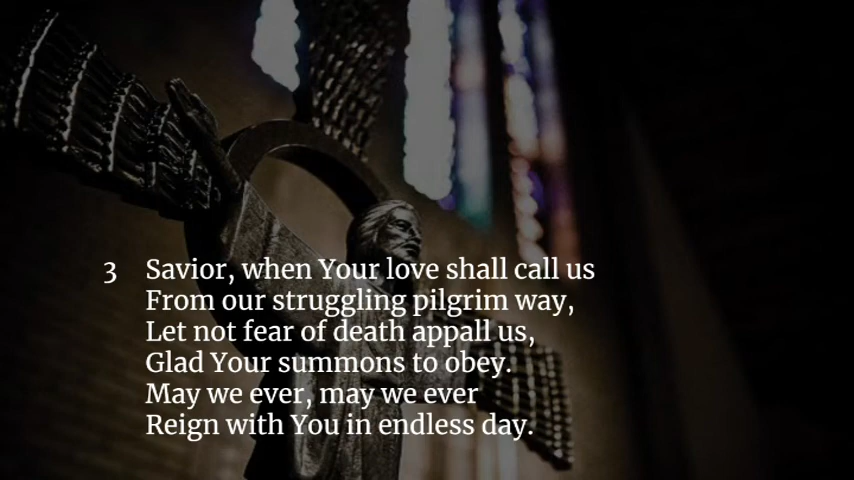 3 Savior, when Your love shall call us
From our struggling pilgrim way,
Let not fear of death appall us,
Glad Your summons to obey.
May we ever, may we ever
Reign with You in endless day.